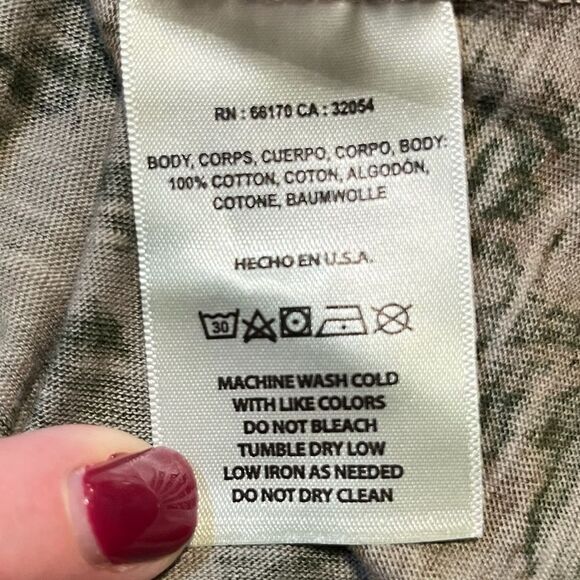 RN : 66170 CA : 32054
BODY, CORPS, CUERPO, CORPO, BODY:
100% COTTON, COTON, ALGODÓN,
COTONE, BAUMWOLLE
HECHO EN U.S.A.
30
MACHINE WASH COLD
WITH LIKE COLORS
DO NOT BLEACH
TUMBLE DRY LOW
LOW IRON AS NEEDED
DO NOT DRY CLEAN